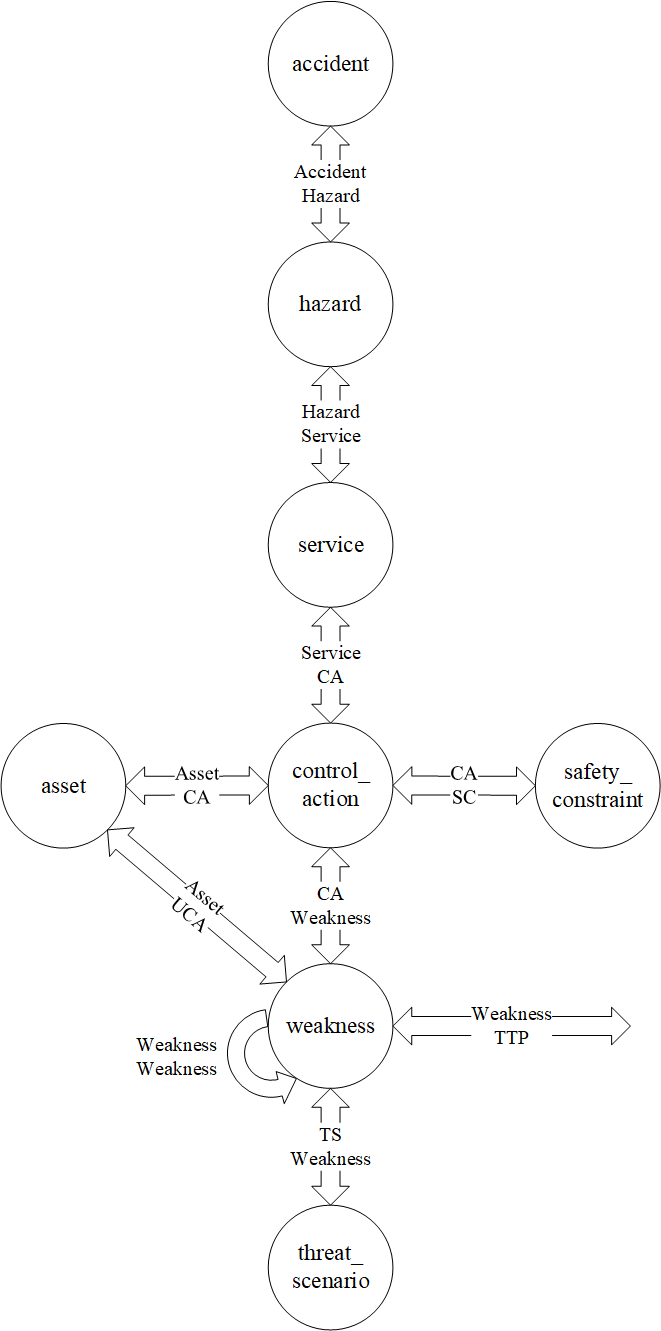 accident
Accident
Hazard
hazard
Hazard
Service
service
Service
CA
asset
Asset
CA
control_
action
CA
SC
safety_
constraint
Asset
UCA
CA
Weakness
weakness
Weakness
TTP
Weakness
Weakness
TS
Weakness
threat_
scenario